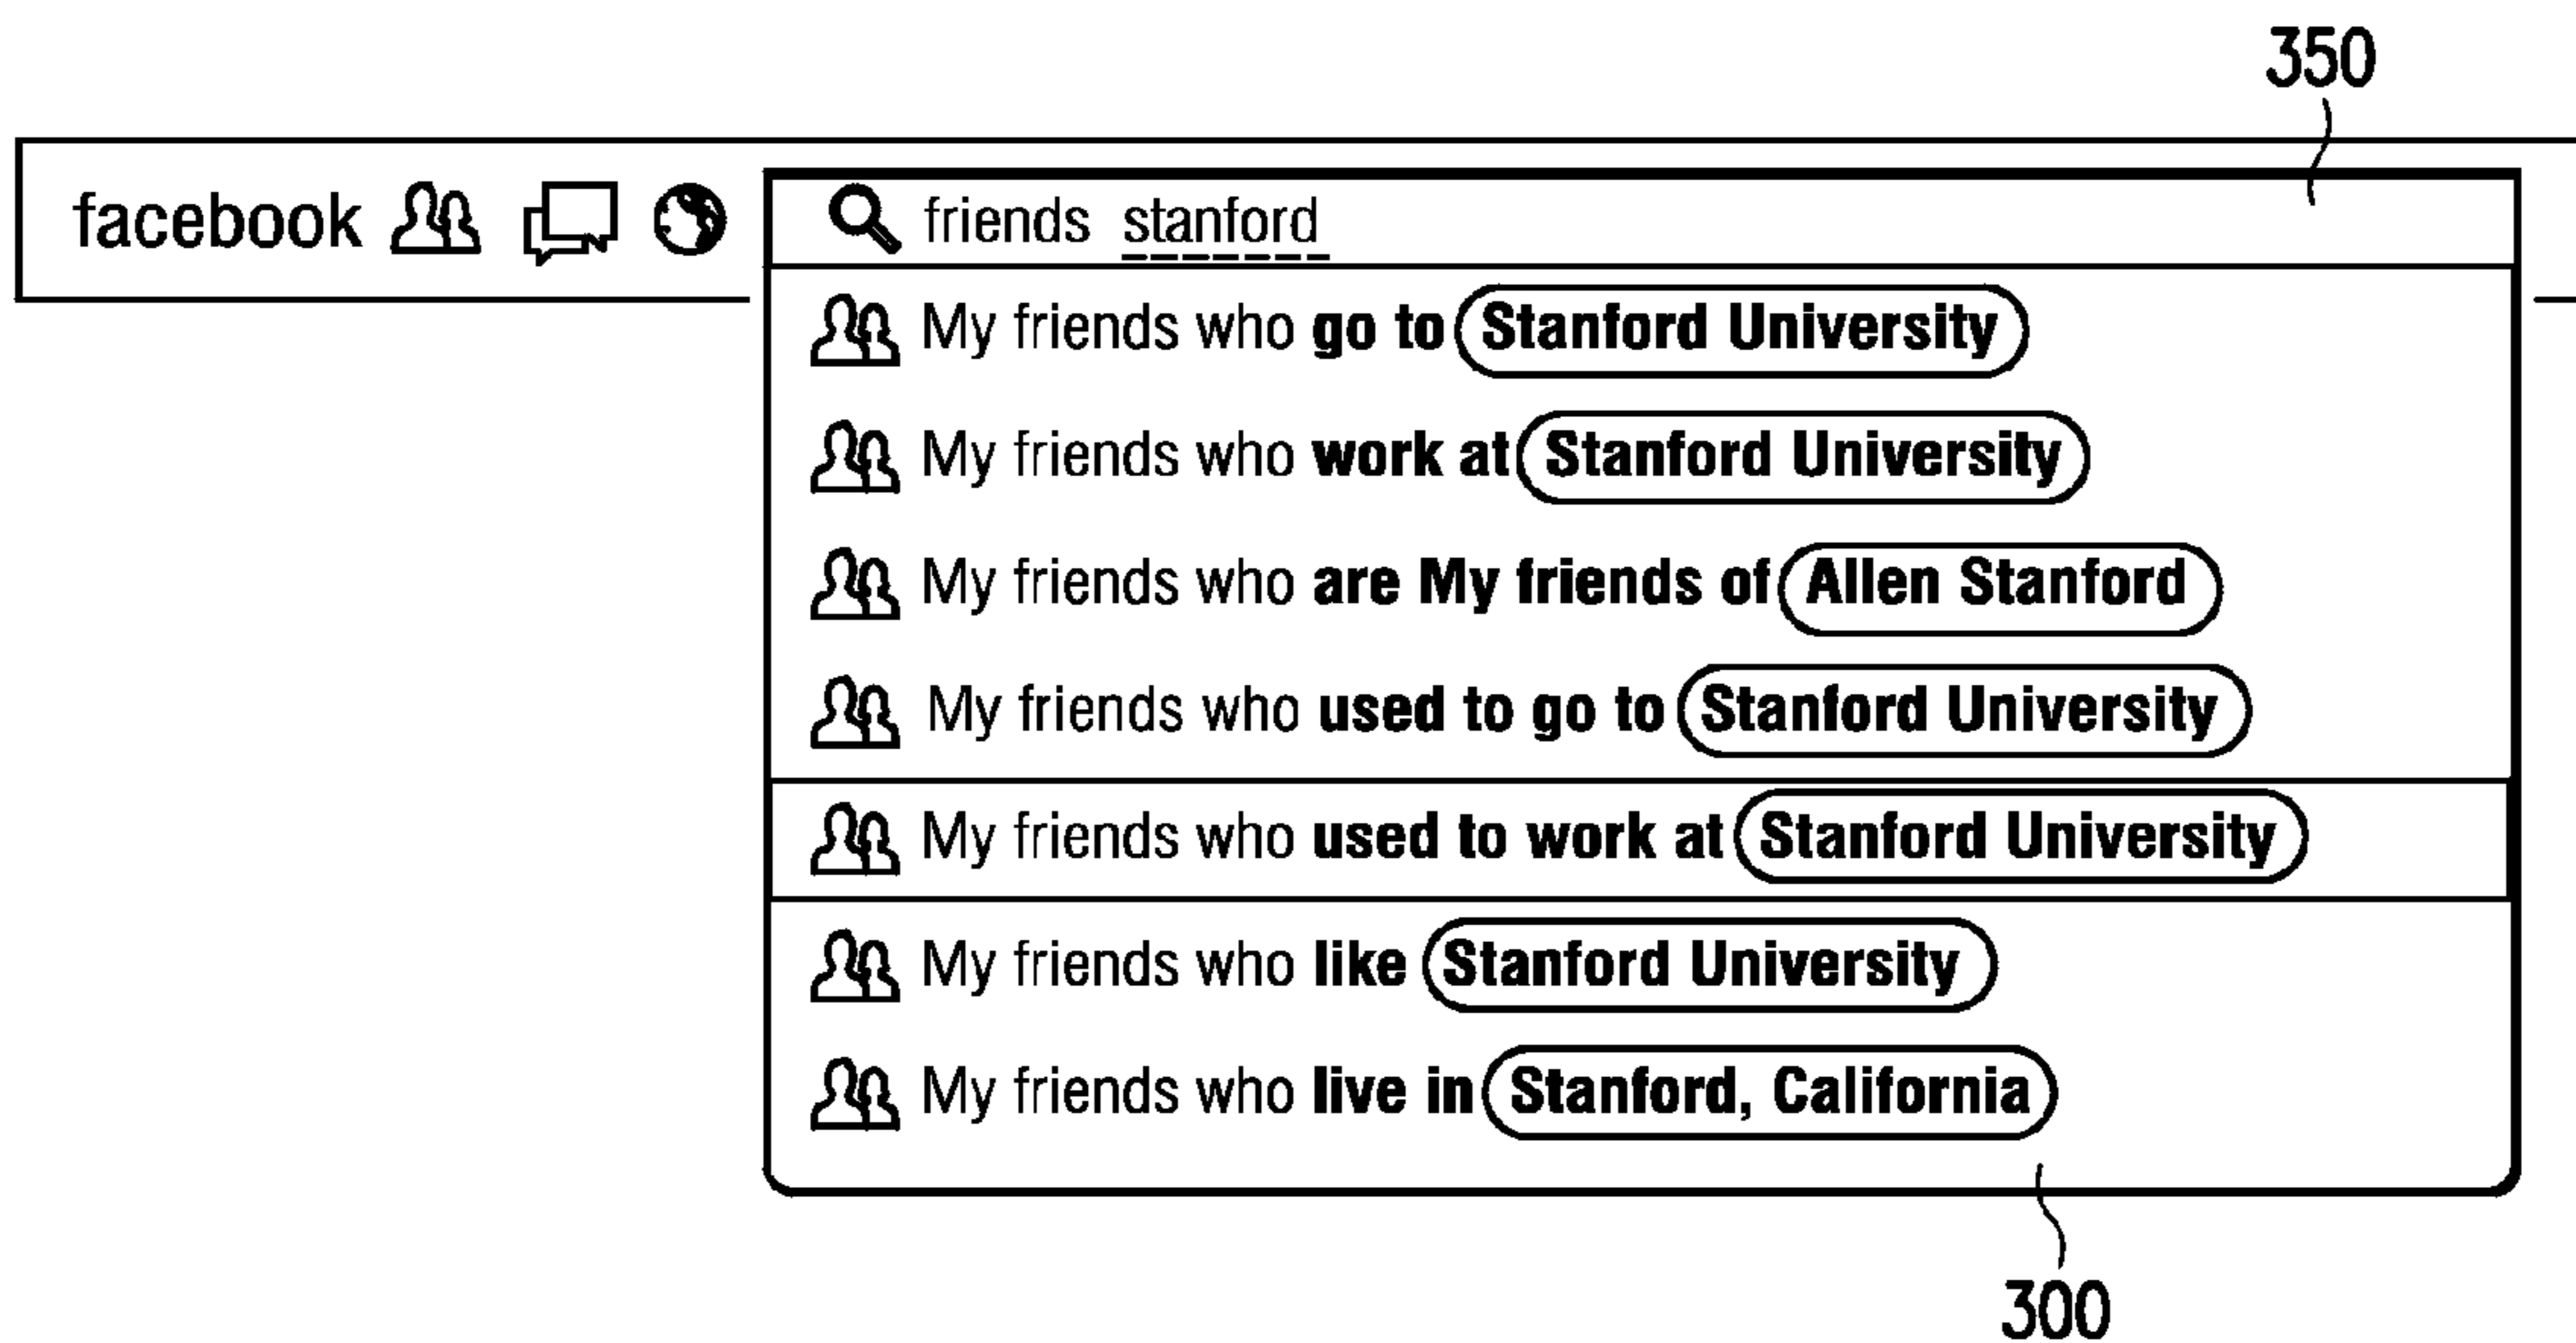 350
facebook friends stanford
My friends who go to Stanford University
My friends who work at Stanford University
My friends who are My friends of Allen Stanford
My friends who used to go to Stanford University
My friends who used to work at Stanford University
My friends who like Stanford University
My friends who live in Stanford, California
300